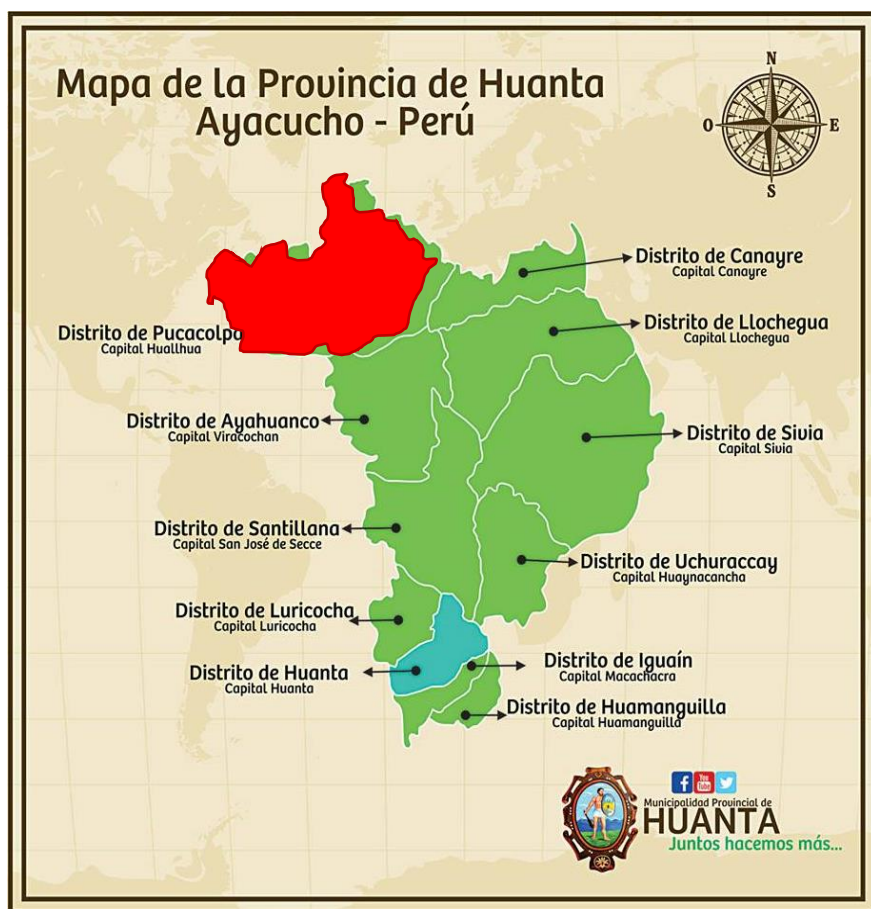 Mapa de la Provincia de Huanta
Ayacucho - Perú
N
O
E
S
Distrito de Canayre
Capital Canayre
Distrito de Llochegua
Capital Llochegua
Distrito de Pucacolpa
Capital Huallhua
Distrito de Ayahuanco
Capital Viracochan
Distrito de Sivia
Capital Sivia
Distrito de Santillana
Capital San José de Secce
Distrito de Uchuraccay
Capital Huaynacancha
Distrito de Luricocha
Capital Luricocha
Distrito de Huanta
Capital Huanta
Distrito de Iguaín
Capital Macachacra
Distrito de Huamanguilla
Capital Huamanguilla
f
You
Tube
Municipalidad Provincial de
HUANTA
Juntos hacemos más...